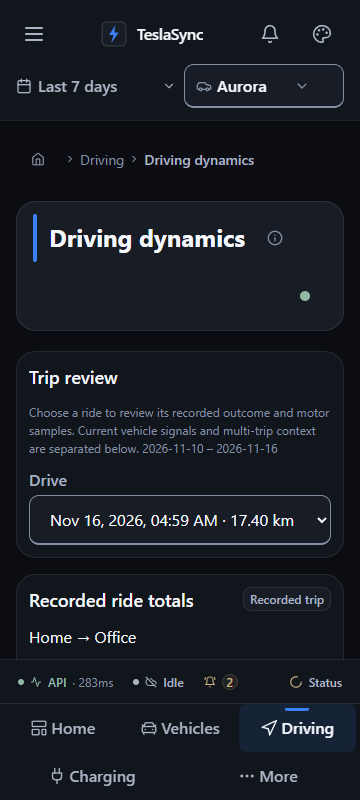 TeslaSync
Last 7 days
Aurora
Driving
Driving dynamics
Driving dynamics
Trip review
Choose a ride to review its recorded outcome and motor
samples. Current vehicle signals and multi-trip context
are separated below. 2026-11-10 – 2026-11-16
Drive
Nov 16, 2026, 04:59 AM · 17.40 km
Recorded ride totals
Recorded trip
Home → Office
API · 283ms
Idle
2
Status
Home
Vehicles
Driving
Charging
More